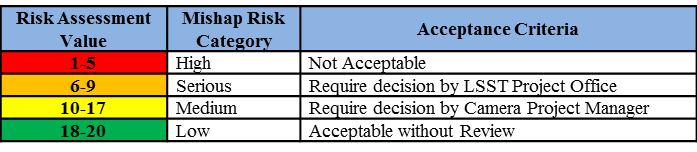 Risk Assessment Mishap Risk Acceptance Criteria
Value Category
1-5 High Not Acceptable
6-9 Serious Require decision by LSST Project Office
10-17 Medium Require decision by Camera Project Manager
18-20 Low Acceptable without Review